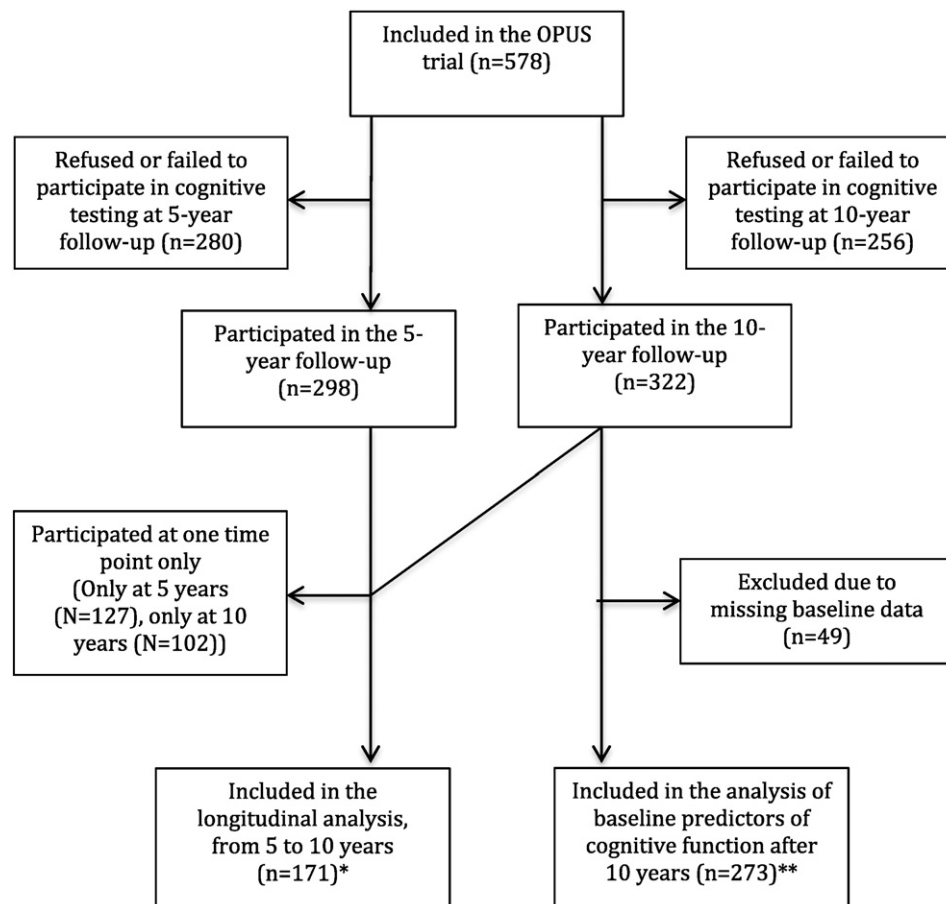 Included in the OPUS
trial (n=578)
Refused or failed to
participate in cognitive
testing at 5-year
follow-up (n=280)
Refused or failed to
participate in cognitive
testing at 10-year
follow-up (n=256)
Participated in the
5-
year follow-up
(n=298)
Participated in the 10-
year follow-up
(n=322)
Participated at one time
point only
(Only at 5 years
(N=127), only at 10
years (N=102))
Excluded due to
missing baseline data
(n=49)
Included in the
longitudinal analysis,
from 5 to 10 years
(n=171)*
Included in the analysis of
baseline predictors of
cognitive function after
10 years (n=273)**